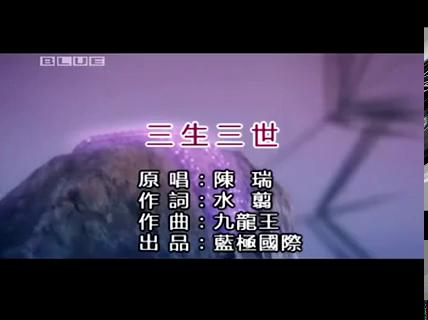 BLUE
三生三世
原 唱：陳 瑞
作 詞：水 翦
作 曲：九龍王
出 品：藍極國際